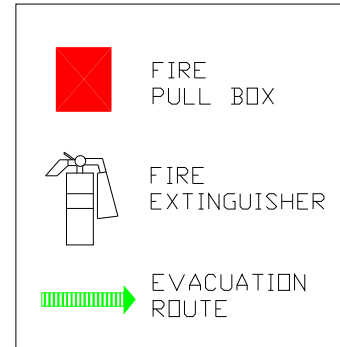 FIRE
PULL BOX
FIRE
EXTINGUISHER
EVACUATION
ROUTE